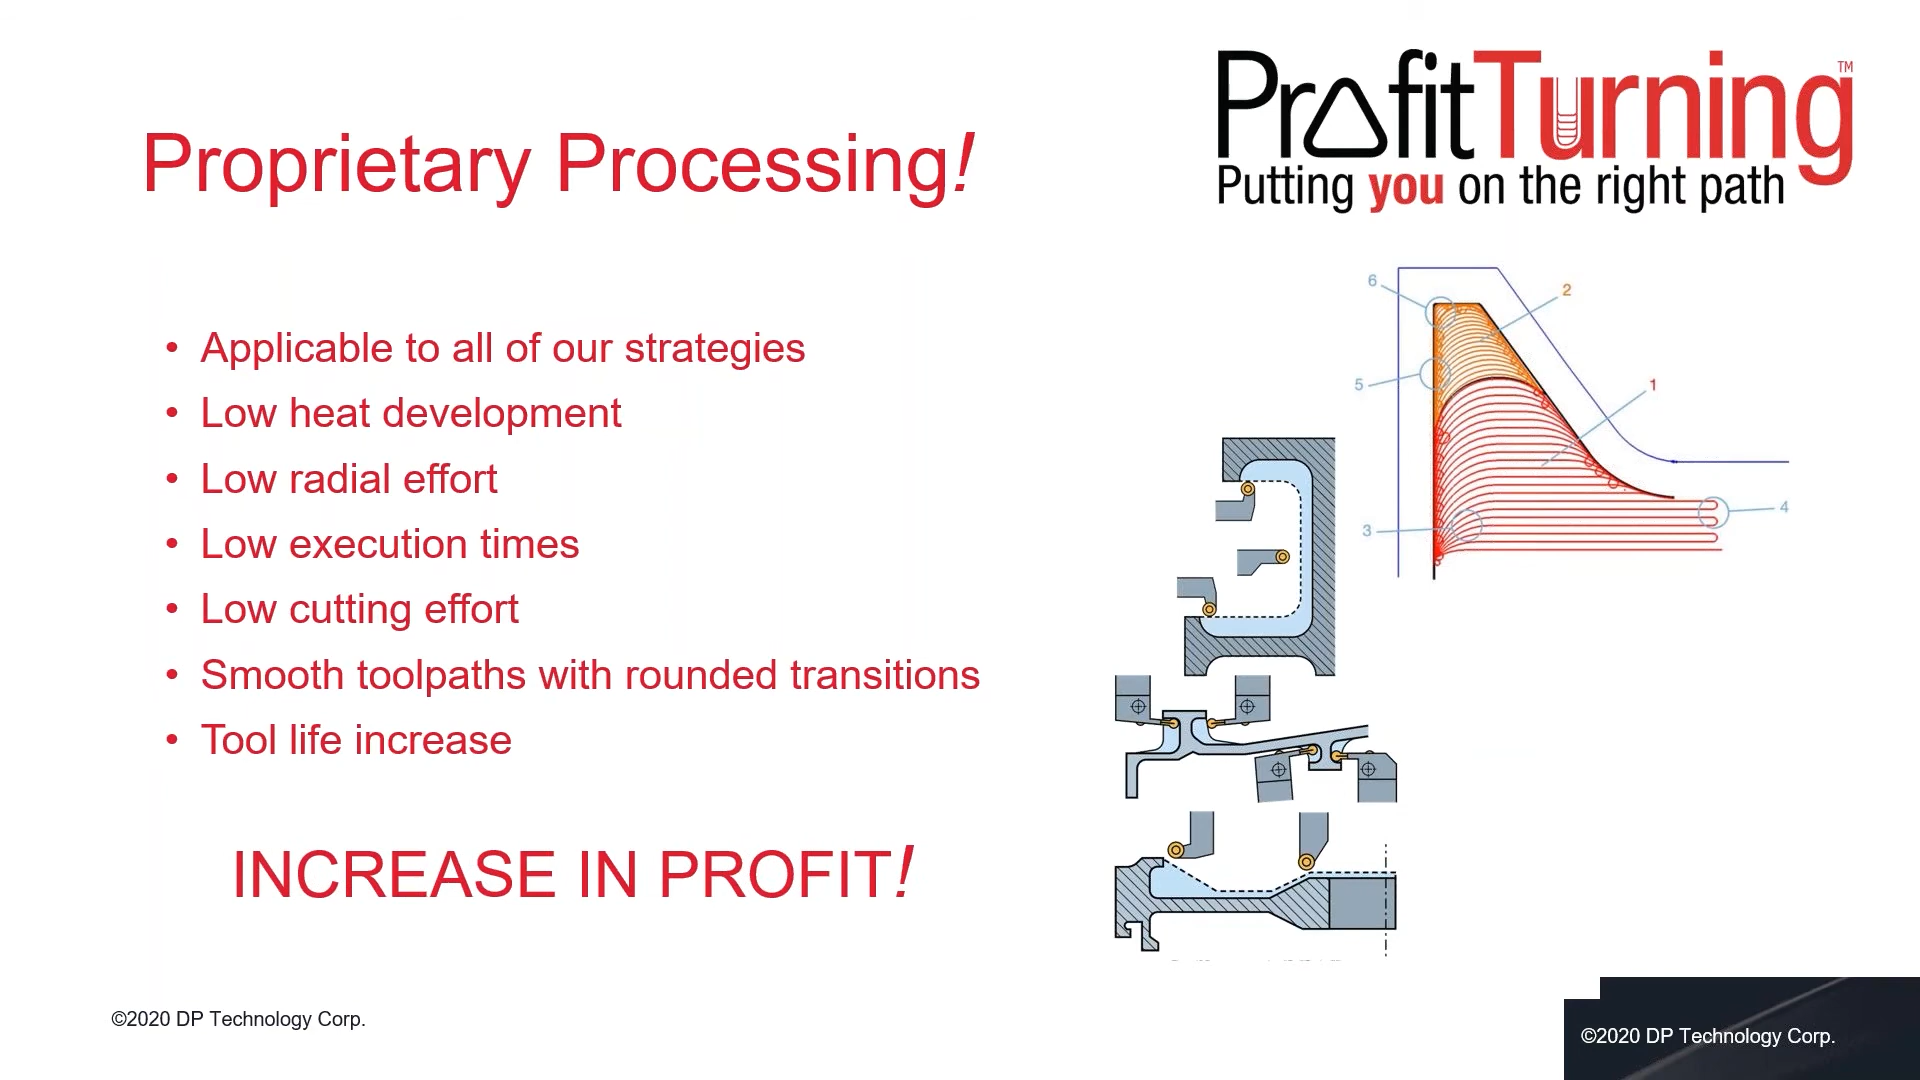 ProfitTurning™
Putting you on the right path
Proprietary Processing!
• Applicable to all of our strategies
• Low heat development
• Low radial effort
• Low execution times
• Low cutting effort
• Smooth toolpaths with rounded transitions
• Tool life increase
INCREASE IN PROFIT!
6
2
5
1
3
4
©2020 DP Technology Corp.
©2020 DP Technology Corp.